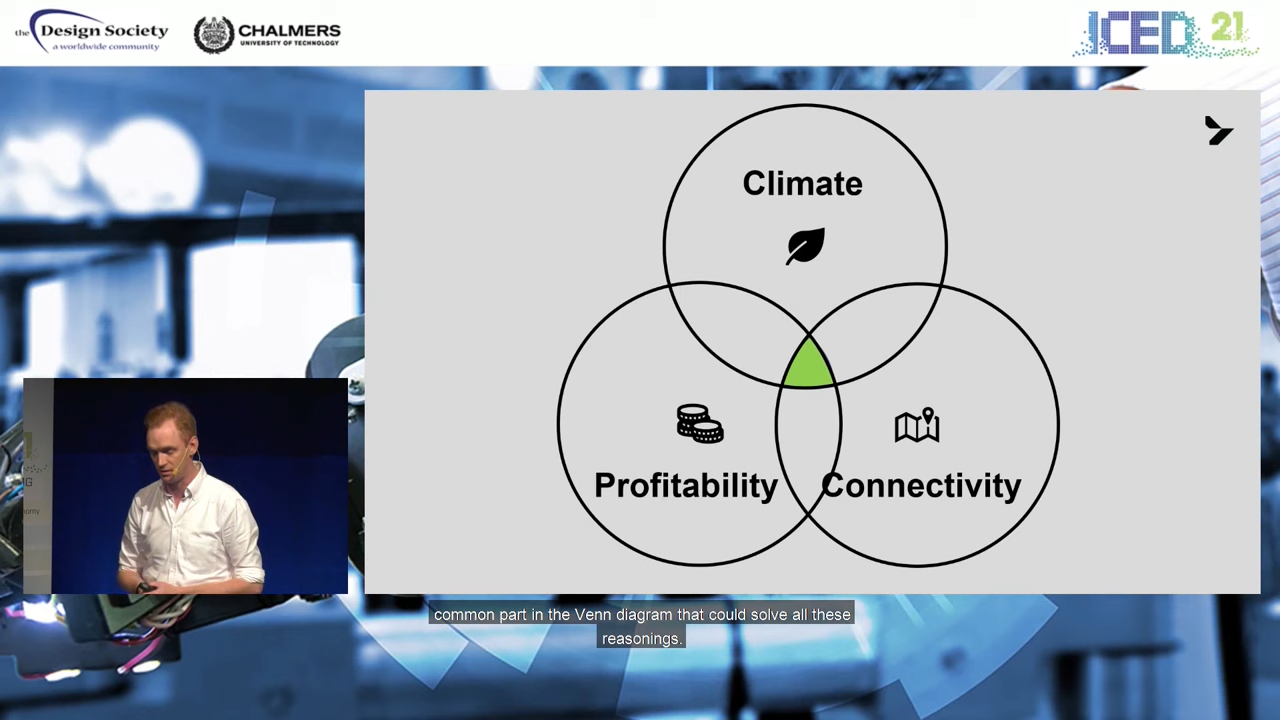 the Design Society
a worldwide community
CHALMERS
UNIVERSITY OF TECHNOLOGY
ICED 21
Climate
Profitability
Connectivity
common part in the Venn diagram that could solve all these
reasonings.